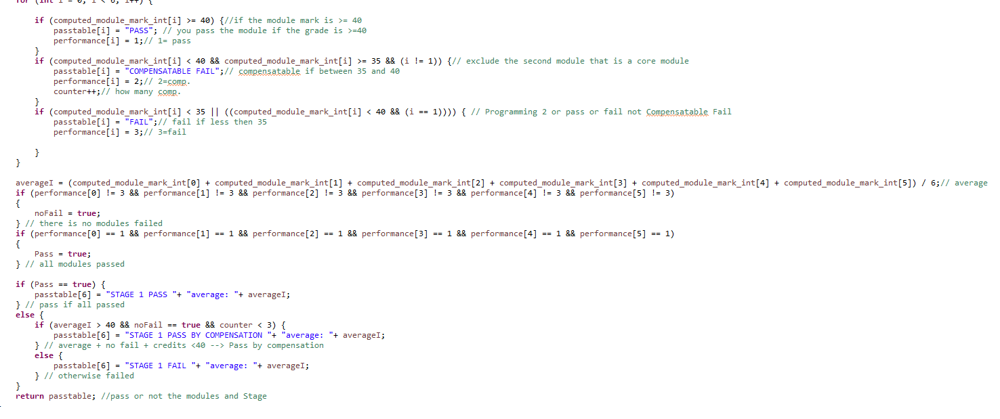 for (int i = 0; i < 6; i++) {
if (computed_module_mark_int[i] >= 40) {//if the module mark is >= 40
passtable[i] = "PASS"; // you pass the module if the grade is >=40
performance[i] = 1;// 1= pass
}
if (computed_module_mark_int[i] < 40 && computed_module_mark_int[i] >= 35 && (i != 1)) {// exclude the second module that is a core module
passtable[i] = "COMPENSATABLE FAIL";// compensatable if between 35 and 40
performance[i] = 2;// 2=comp.
counter++;// how many comp.
}
if (computed_module_mark_int[i] < 35 || ((computed_module_mark_int[i] < 40 && (i == 1)))) { // Programming 2 or pass or fail not Compensatable Fail
passtable[i] = "FAIL";// fail if less then 35
performance[i] = 3;// 3=fail
}
}
averageI = (computed_module_mark_int[0] + computed_module_mark_int[1] + computed_module_mark_int[2] + computed_module_mark_int[3] + computed_module_mark_int[4] + computed_module_mark_int[5]) / 6;// average
if (performance[0] != 3 && performance[1] != 3 && performance[2] != 3 && performance[3] != 3 && performance[4] != 3 && performance[5] != 3)
{
noFail = true;
} // there is no modules failed
if (performance[0] == 1 && performance[1] == 1 && performance[2] == 1 && performance[3] == 1 && performance[4] == 1 && performance[5] == 1)
{
Pass = true;
} // all modules passed
if (Pass == true) {
passtable[6] = "STAGE 1 PASS "+ "average: "+ averageI;
} // pass if all passed
else {
if (averageI > 40 && noFail == true && counter < 3) {
passtable[6] = "STAGE 1 PASS BY COMPENSATION "+ "average: "+ averageI;
} // average + no fail + credits <40 --> Pass by compensation
else {
passtable[6] = "STAGE 1 FAIL "+ "average: "+ averageI;
} // otherwise failed
}
return passtable; //pass or not the modules and Stage